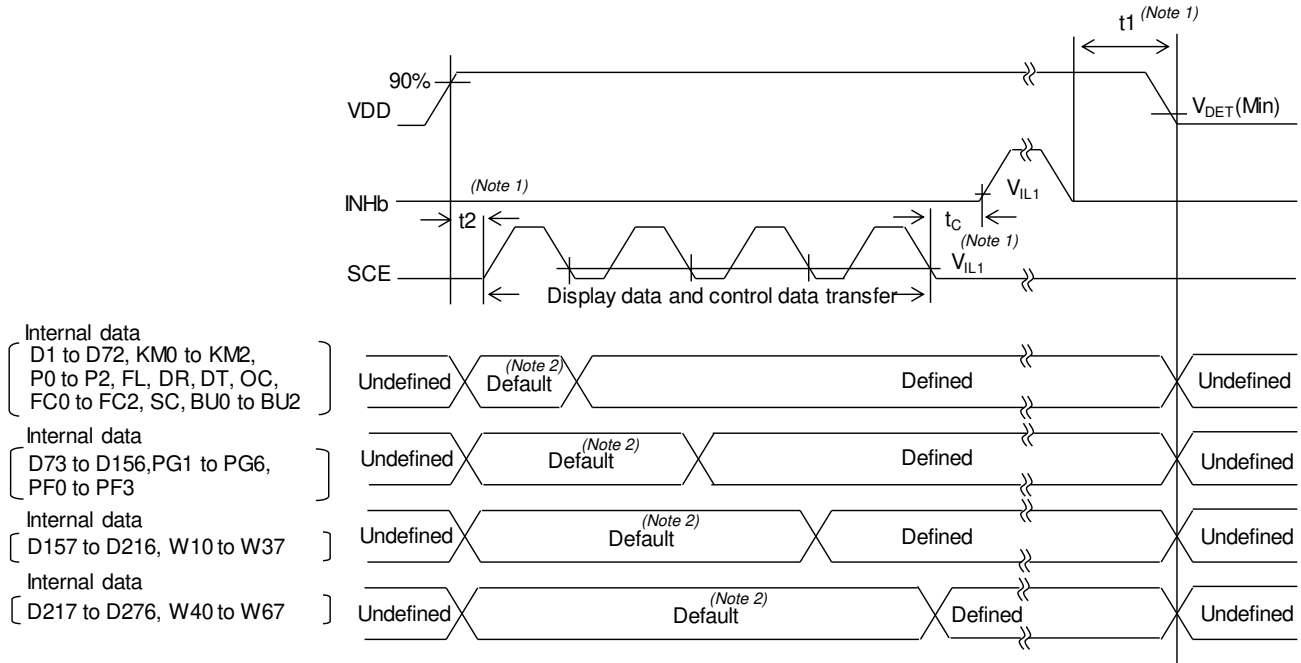 t1 (Note 1)
90%
VDD
VDET(Min)
(Note 1)
INHb
VIL1
t2
tC
(Note 1)
VIL1
SCE
Display data and control data transfer
Internal data
D1 to D72, KM0 to KM2,
P0 to P2, FL, DR, DT, OC,
FC0 to FC2, SC, BU0 to BU2
Undefined
(Note 2)
Default
Defined
Undefined
Internal data
D73 to D156,PG1 to PG6,
PF0 to PF3
Undefined
(Note 2)
Default
Defined
Undefined
Internal data
D157 to D216, W10 to W37
Undefined
(Note 2)
Default
Defined
Undefined
Internal data
D217 to D276, W40 to W67
Undefined
(Note 2)
Default
Defined
Undefined